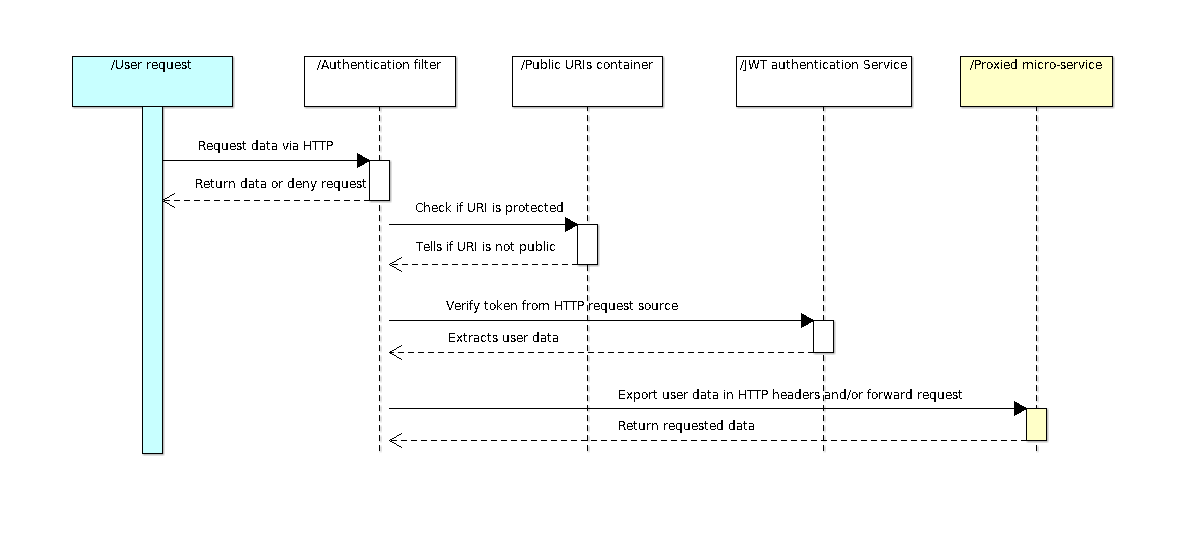 /User request
/Authentication filter
/Public URIs container
/JWT authentication Service
/Proxied micro-service
Request data via HTTP
Return data or deny request
Check if URI is protected
Tells if URI is not public
Verify token from HTTP request source
Extracts user data
Export user data in HTTP headers and/or forward request
Return requested data